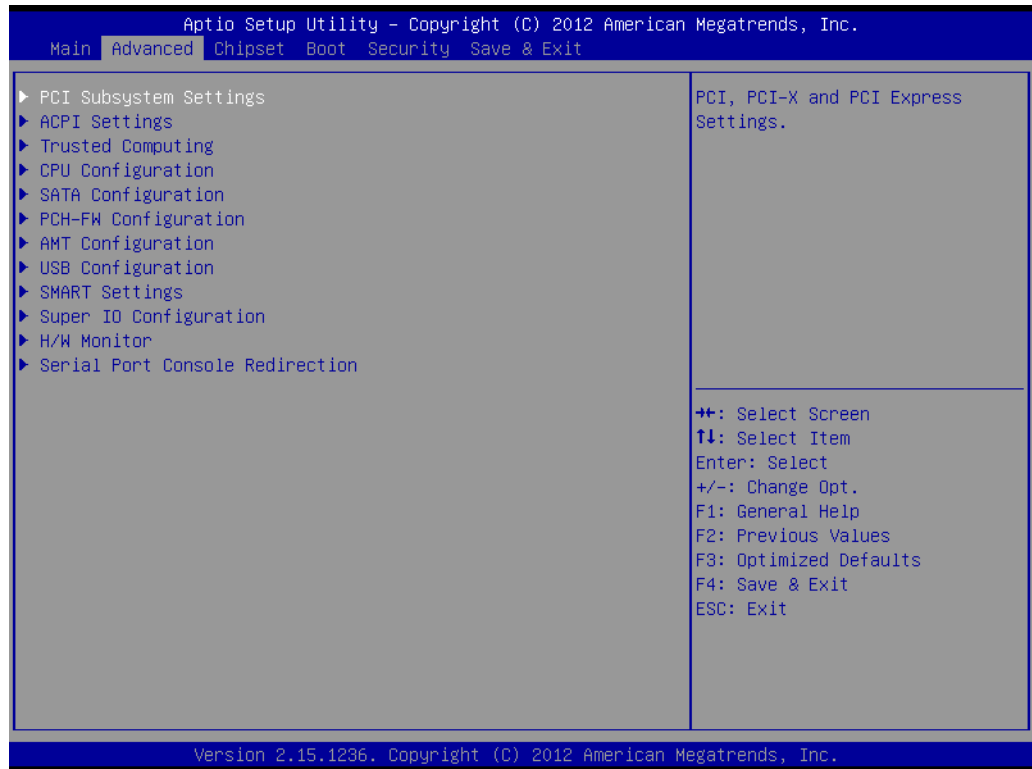 Aptio Setup Utility – Copyright (C) 2012 American Megatrends, Inc.
Main Advanced Chipset Boot Security Save & Exit
▶ PCI Subsystem Settings
▶ ACPI Settings
▶ Trusted Computing
▶ CPU Configuration
▶ SATA Configuration
▶ PCH-FW Configuration
▶ AMT Configuration
▶ USB Configuration
▶ SMART Settings
▶ Super IO Configuration
▶ H/W Monitor
▶ Serial Port Console Redirection
PCI, PCI-X and PCI Express
Settings.
→←: Select Screen
↑↓: Select Item
Enter: Select
+/-: Change Opt.
F1: General Help
F2: Previous Values
F3: Optimized Defaults
F4: Save & Exit
ESC: Exit
Version 2.15.1236. Copyright (C) 2012 American Megatrends, Inc.